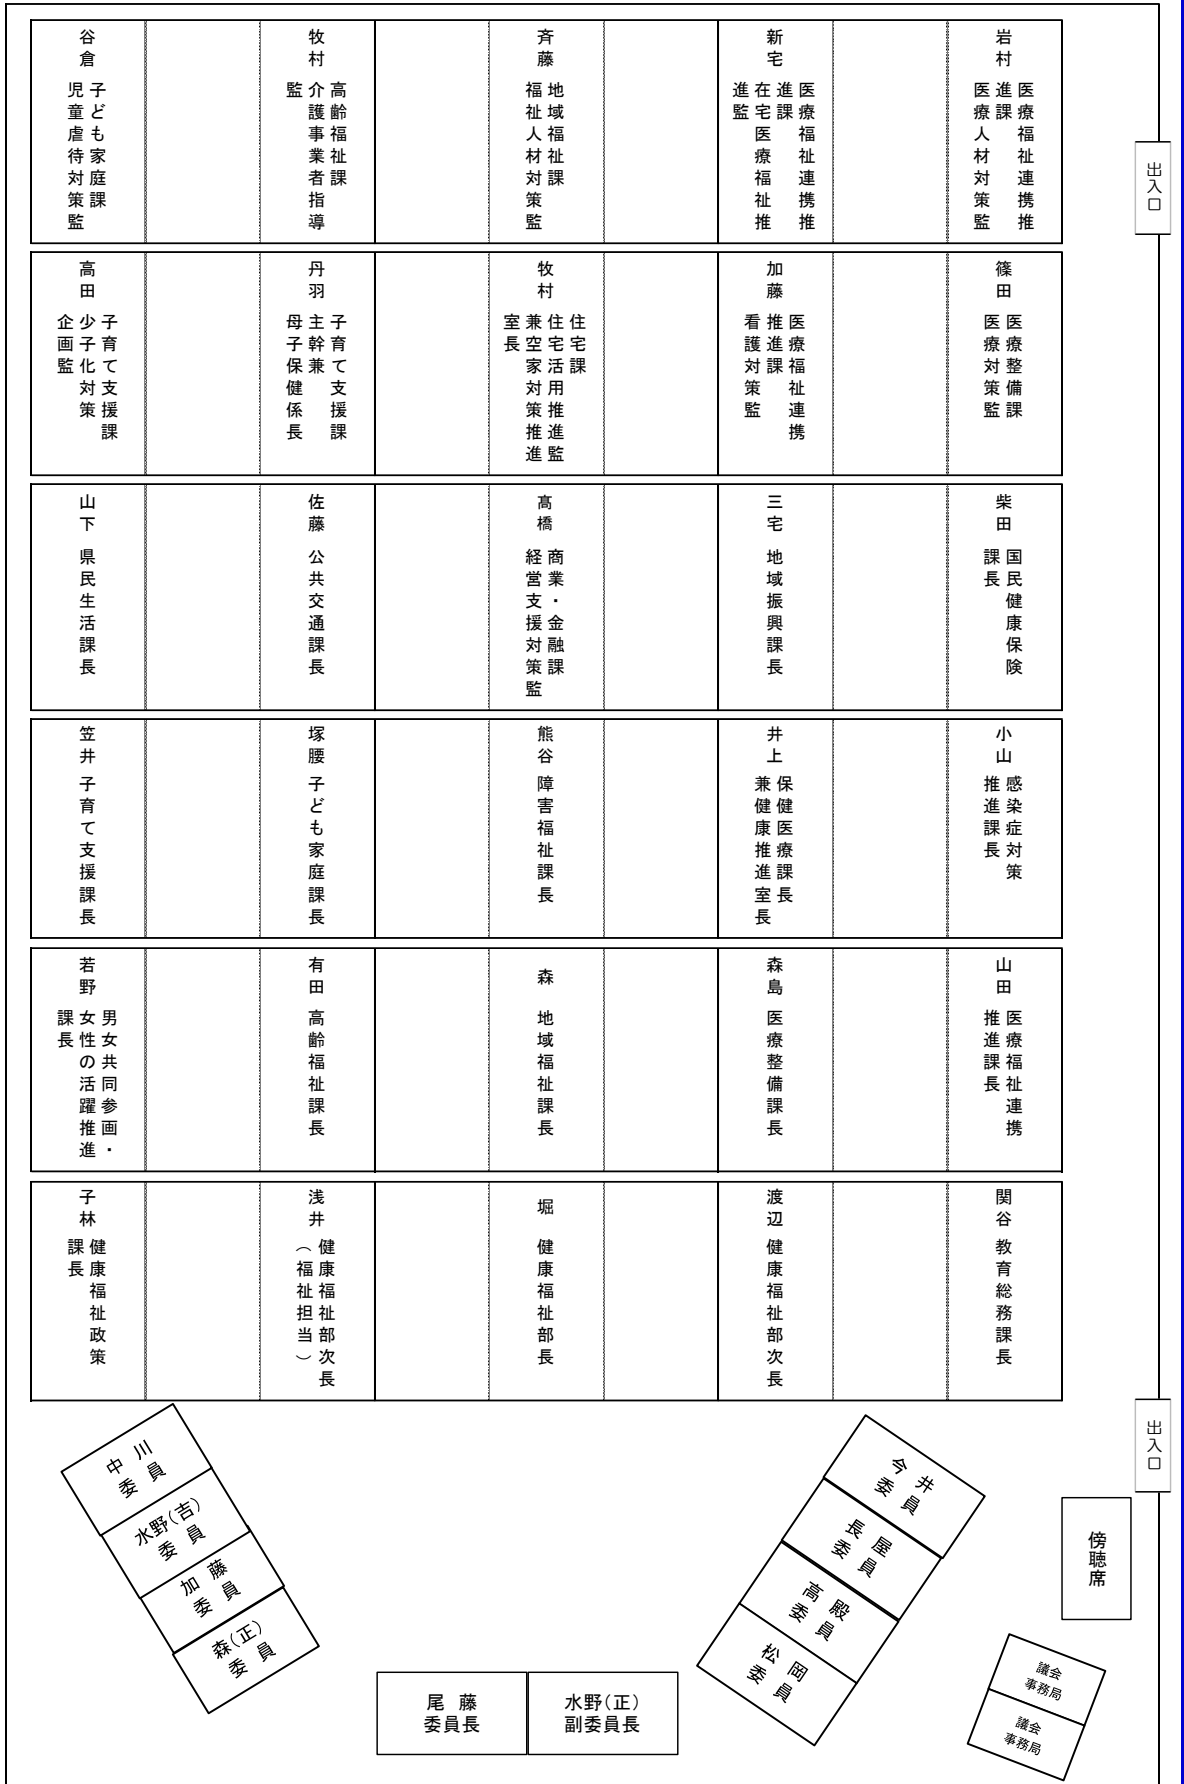 谷倉
子ども家庭課
児童虐待対策監
牧村
高齢福祉課
介護事業者指導
監
斉藤
地域福祉課
福祉人材対策監
新宅
医療福祉連携推
進課
在宅医療福祉推
進監
岩村
医療福祉連携推
進課
医療人材対策監
出入口
高田
子育て支援課
少子化対策
企画監
丹羽
子育て支援課
主幹兼
母子保健係長
牧村
住宅課
住宅活用推進監
兼空家対策推進
室長
加藤
医療福祉連携
推進課
看護対策監
篠田
医療整備課
医療対策監
山下
県民生活課長
佐藤
公共交通課長
髙橋
商業・金融課
経営支援対策監
三宅
地域振興課長
柴田
国民健康保険
課長
笠井
子育て支援課長
塚腰
子ども家庭課長
熊谷
障害福祉課長
井上
保健医療課長
兼健康推進室長
小山
感染症対策
推進課長
若野
男女共同参画・
女性の活躍推進
課長
有田
高齢福祉課長
森
地域福祉課長
森島
医療整備課長
山田
医療福祉連携
推進課長
子林
健康福祉政策
課長
浅井
健康福祉部次長
（福祉担当）
堀
健康福祉部長
渡辺
健康福祉部次長
関谷
教育総務課長
出入口
中川
委員
水野(吉)
委員
加藤
委員
森(正)
委員
今井
委員
長屋
委員
高殿
委員
松岡
委員
傍聴席
尾藤
委員長
水野(正)
副委員長
議会
事務局
議会
事務局